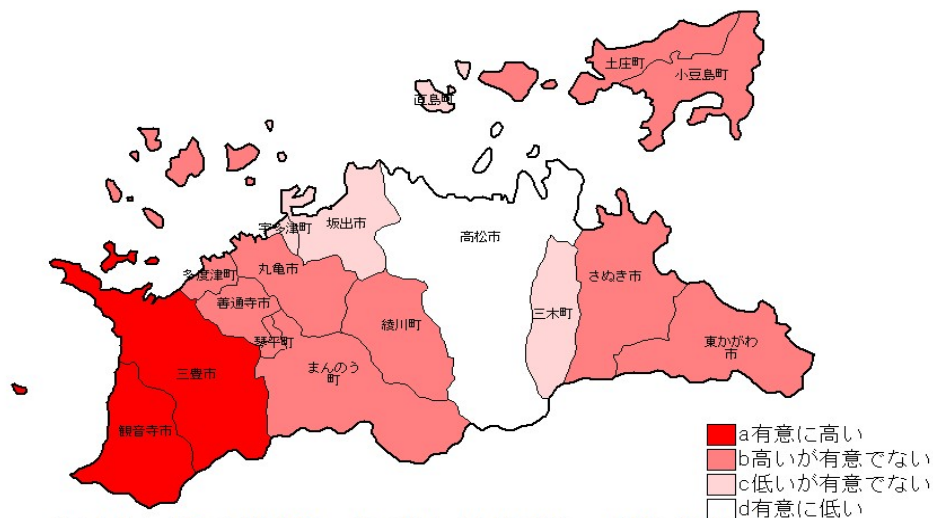 土庄町
小豆島町
直島町
宇多津町
坂出市
高松市
多度津町
丸亀市
さぬき市
善通寺市
三木町
綾川町
琴平町
東かがわ
市
まんのう
町
三豊市
観音寺市
a有意に高い
b高いが有意でない
c低いが有意でない
d有意に低い